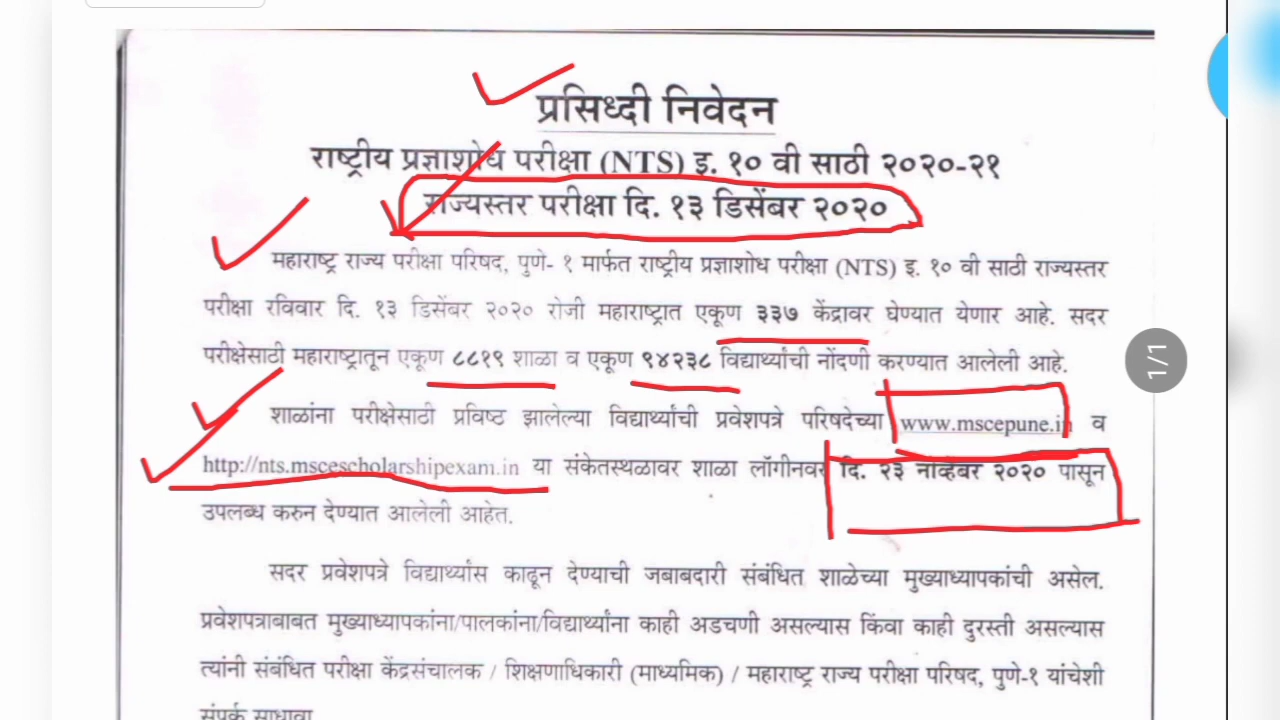 प्रसिध्दी निवेदन
राष्ट्रीय प्रज्ञाशोध परीक्षा (NTS) इ. १० वी साठी २०२०-२१
राज्यस्तर परीक्षा दि. १३ डिसेंबर २०२०
महाराष्ट्र राज्य परीक्षा परिषद, पुणे- १ मार्फत राष्ट्रीय प्रज्ञाशोध परीक्षा (NTS) इ. १० वी साठी राज्यस्तर
परीक्षा रविवार दि. १३ डिसेंबर २०२० रोजी महाराष्ट्रात एकूण ३३७ केंद्रावर घेण्यात येणार आहे. सदर
परीक्षेसाठी महाराष्ट्रातून एकूण ८८१९ शाळा व एकूण ९४२३८ विद्यार्थ्यांची नोंदणी करण्यात आलेली आहे.
1/1
शाळांना परीक्षेसाठी प्रविष्ठ झालेल्या विद्यार्थ्यांची प्रवेशपत्रे परिषदेच्या www.mscepune.in व
http://nts.mscescholarshipexam.in या संकेतस्थळावर शाळा लॉगीनवर दि. २३ नोव्हेंबर २०२० पासून
उपलब्ध करुन देण्यात आलेली आहेत.
सदर प्रवेशपत्रे विद्यार्थ्यांस काढून देण्याची जबाबदारी संबंधित शाळेच्या मुख्याध्यापकांची असेल.
प्रवेशपत्राबाबत मुख्याध्यापकांना/पालकांना/विद्यार्थ्यांना काही अडचणी असल्यास किंवा काही दुरस्ती असल्यास
त्यांनी संबंधित परीक्षा केंद्रसंचालक / शिक्षणाधिकारी (माध्यमिक) / महाराष्ट्र राज्य परीक्षा परिषद, पुणे-१ यांचेशी
संपर्क साधावा